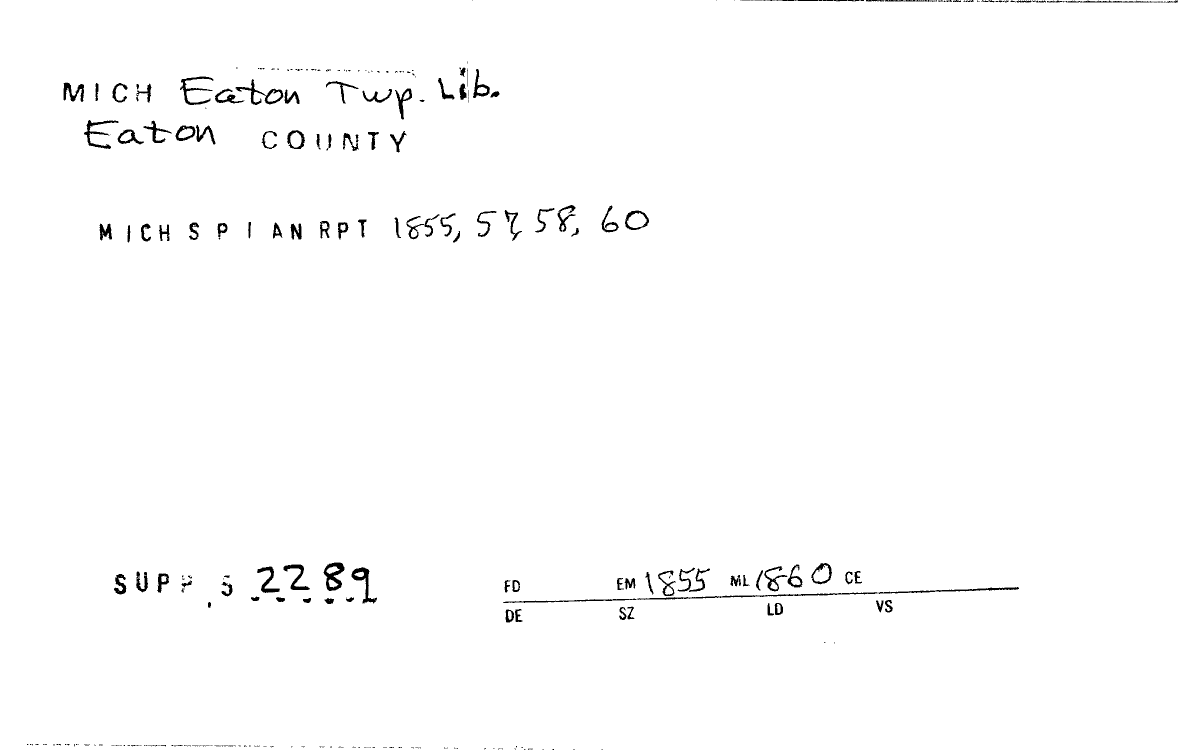 MICH Eaton Twp. Lib.
Eaton COUNTY
MICH S P I AN RPT 1855, 57, 58, 60
SUPP S 2289
FD EM 1855 ML 1860 CE
DE SZ LD VS